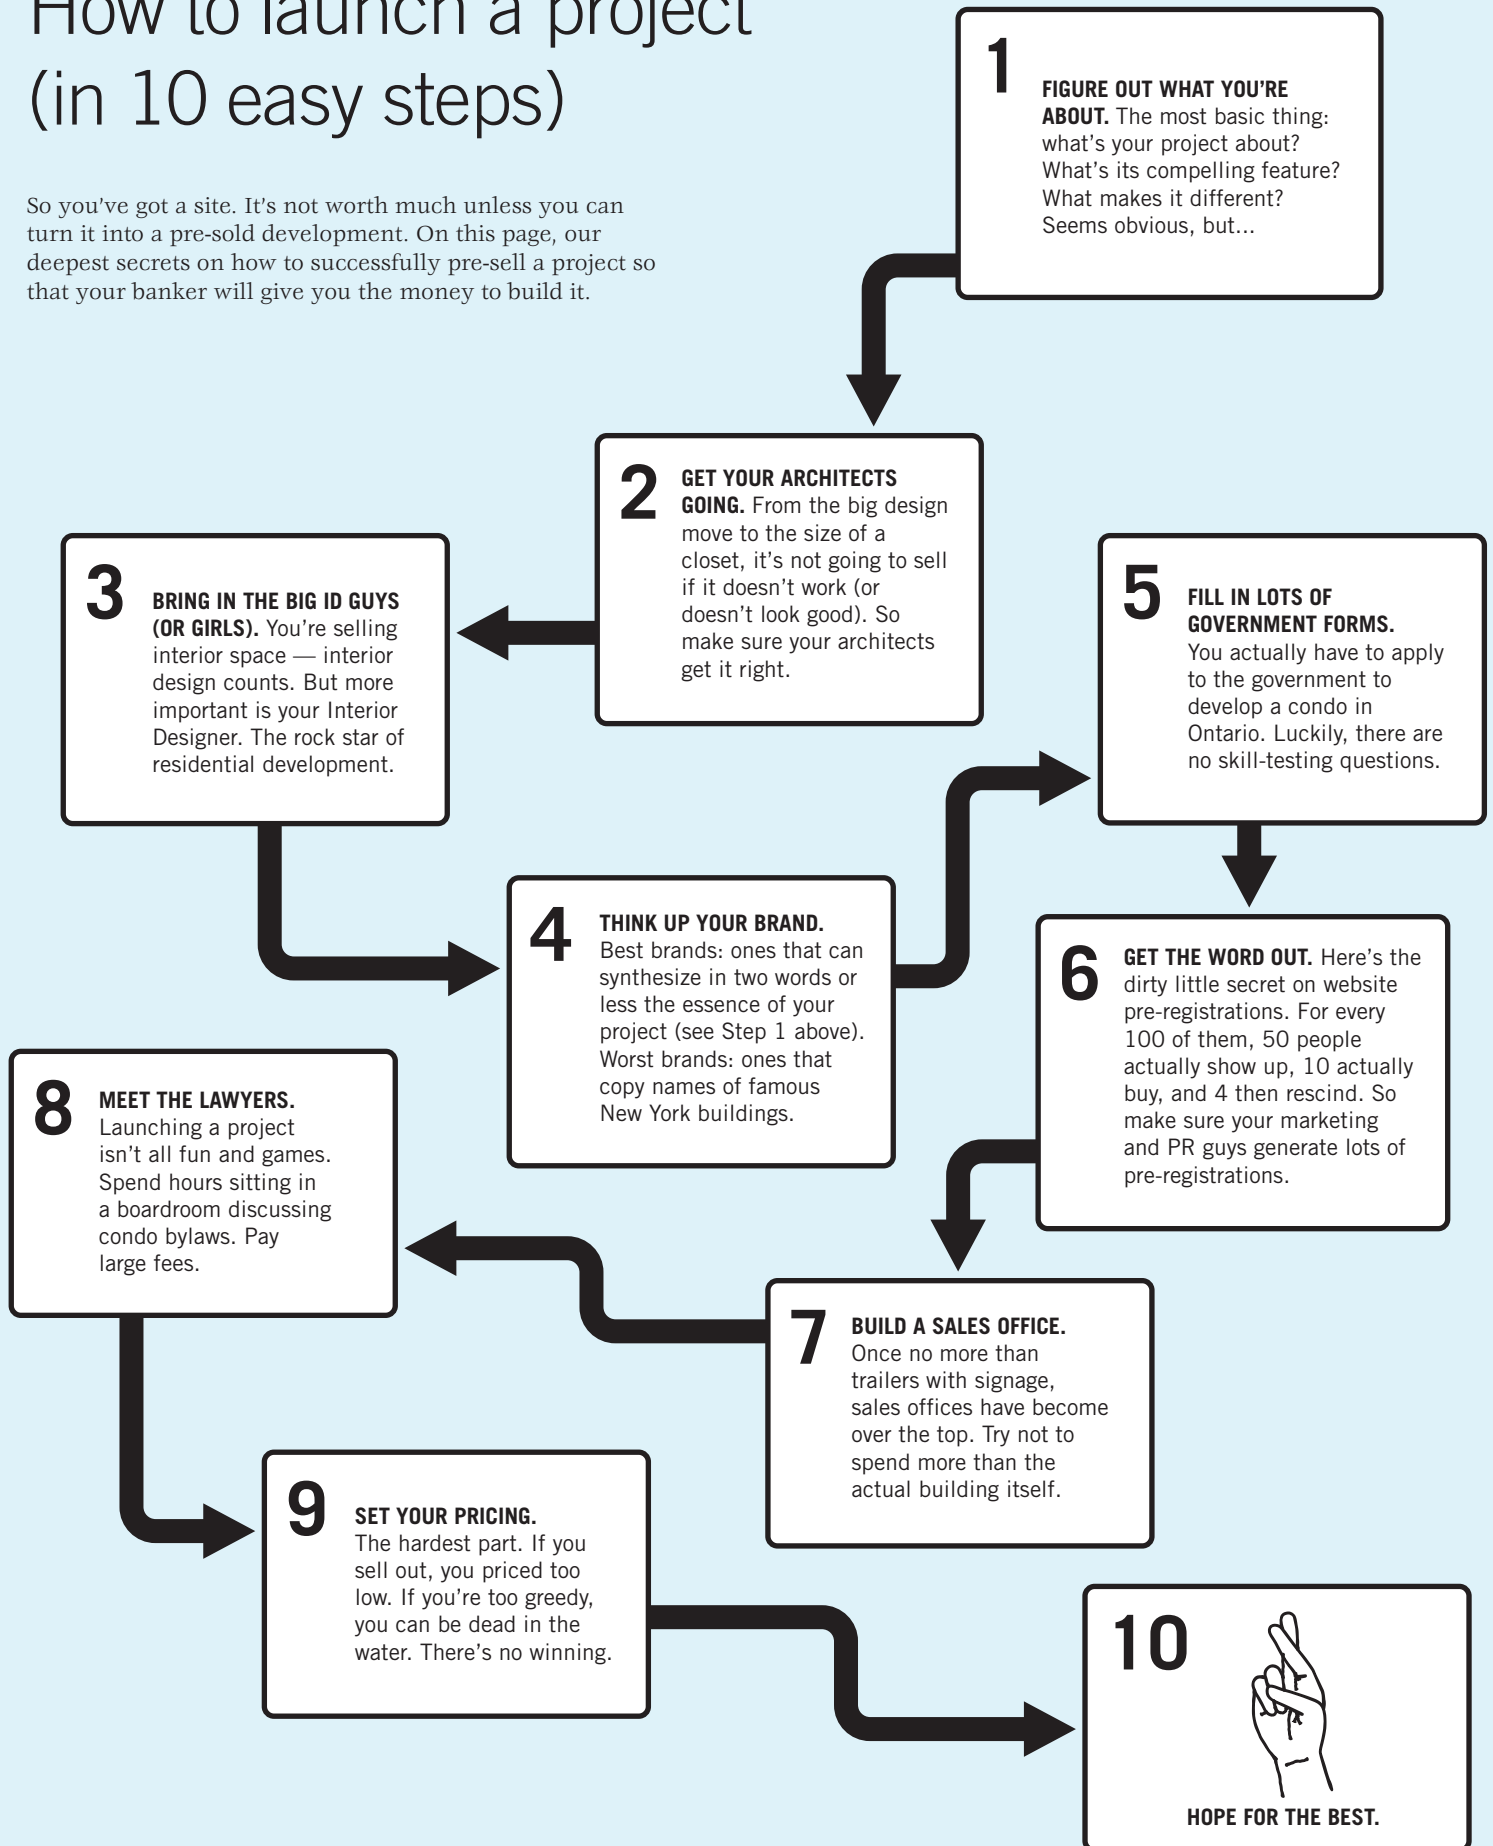 How to launch a project
(in 10 easy steps)
So you've got a site. It's not worth much unless you can
turn it into a pre-sold development. On this page, our
deepest secrets on how to successfully pre-sell a project so
that your banker will give you the money to build it.
1
FIGURE OUT WHAT YOU'RE
ABOUT. The most basic thing:
what's your project about?
What's its compelling feature?
What makes it different?
Seems obvious, but...
2
GET YOUR ARCHITECTS
GOING. From the big design
move to the size of a
closet, it's not going to sell
if it doesn't work (or
doesn't look good). So
make sure your architects
get it right.
3
BRING IN THE BIG ID GUYS
(OR GIRLS). You're selling
interior space — interior
design counts. But more
important is your Interior
Designer. The rock star of
residential development.
4
THINK UP YOUR BRAND.
Best brands: ones that can
synthesize in two words or
less the essence of your
project (see Step 1 above).
Worst brands: ones that
copy names of famous
New York buildings.
5
FILL IN LOTS OF
GOVERNMENT FORMS.
You actually have to apply
to the government to
develop a condo in
Ontario. Luckily, there are
no skill-testing questions.
6
GET THE WORD OUT. Here's the
dirty little secret on website
pre-registrations. For every
100 of them, 50 people
actually show up, 10 actually
buy, and 4 then rescind. So
make sure your marketing
and PR guys generate lots of
pre-registrations.
7
BUILD A SALES OFFICE.
Once no more than
trailers with signage,
sales offices have become
over the top. Try not to
spend more than the
actual building itself.
8
MEET THE LAWYERS.
Launching a project
isn't all fun and games.
Spend hours sitting in
a boardroom discussing
condo bylaws. Pay
large fees.
9
SET YOUR PRICING.
The hardest part. If you
sell out, you priced too
low. If you're too greedy,
you can be dead in the
water. There's no winning.
10
HOPE FOR THE BEST.